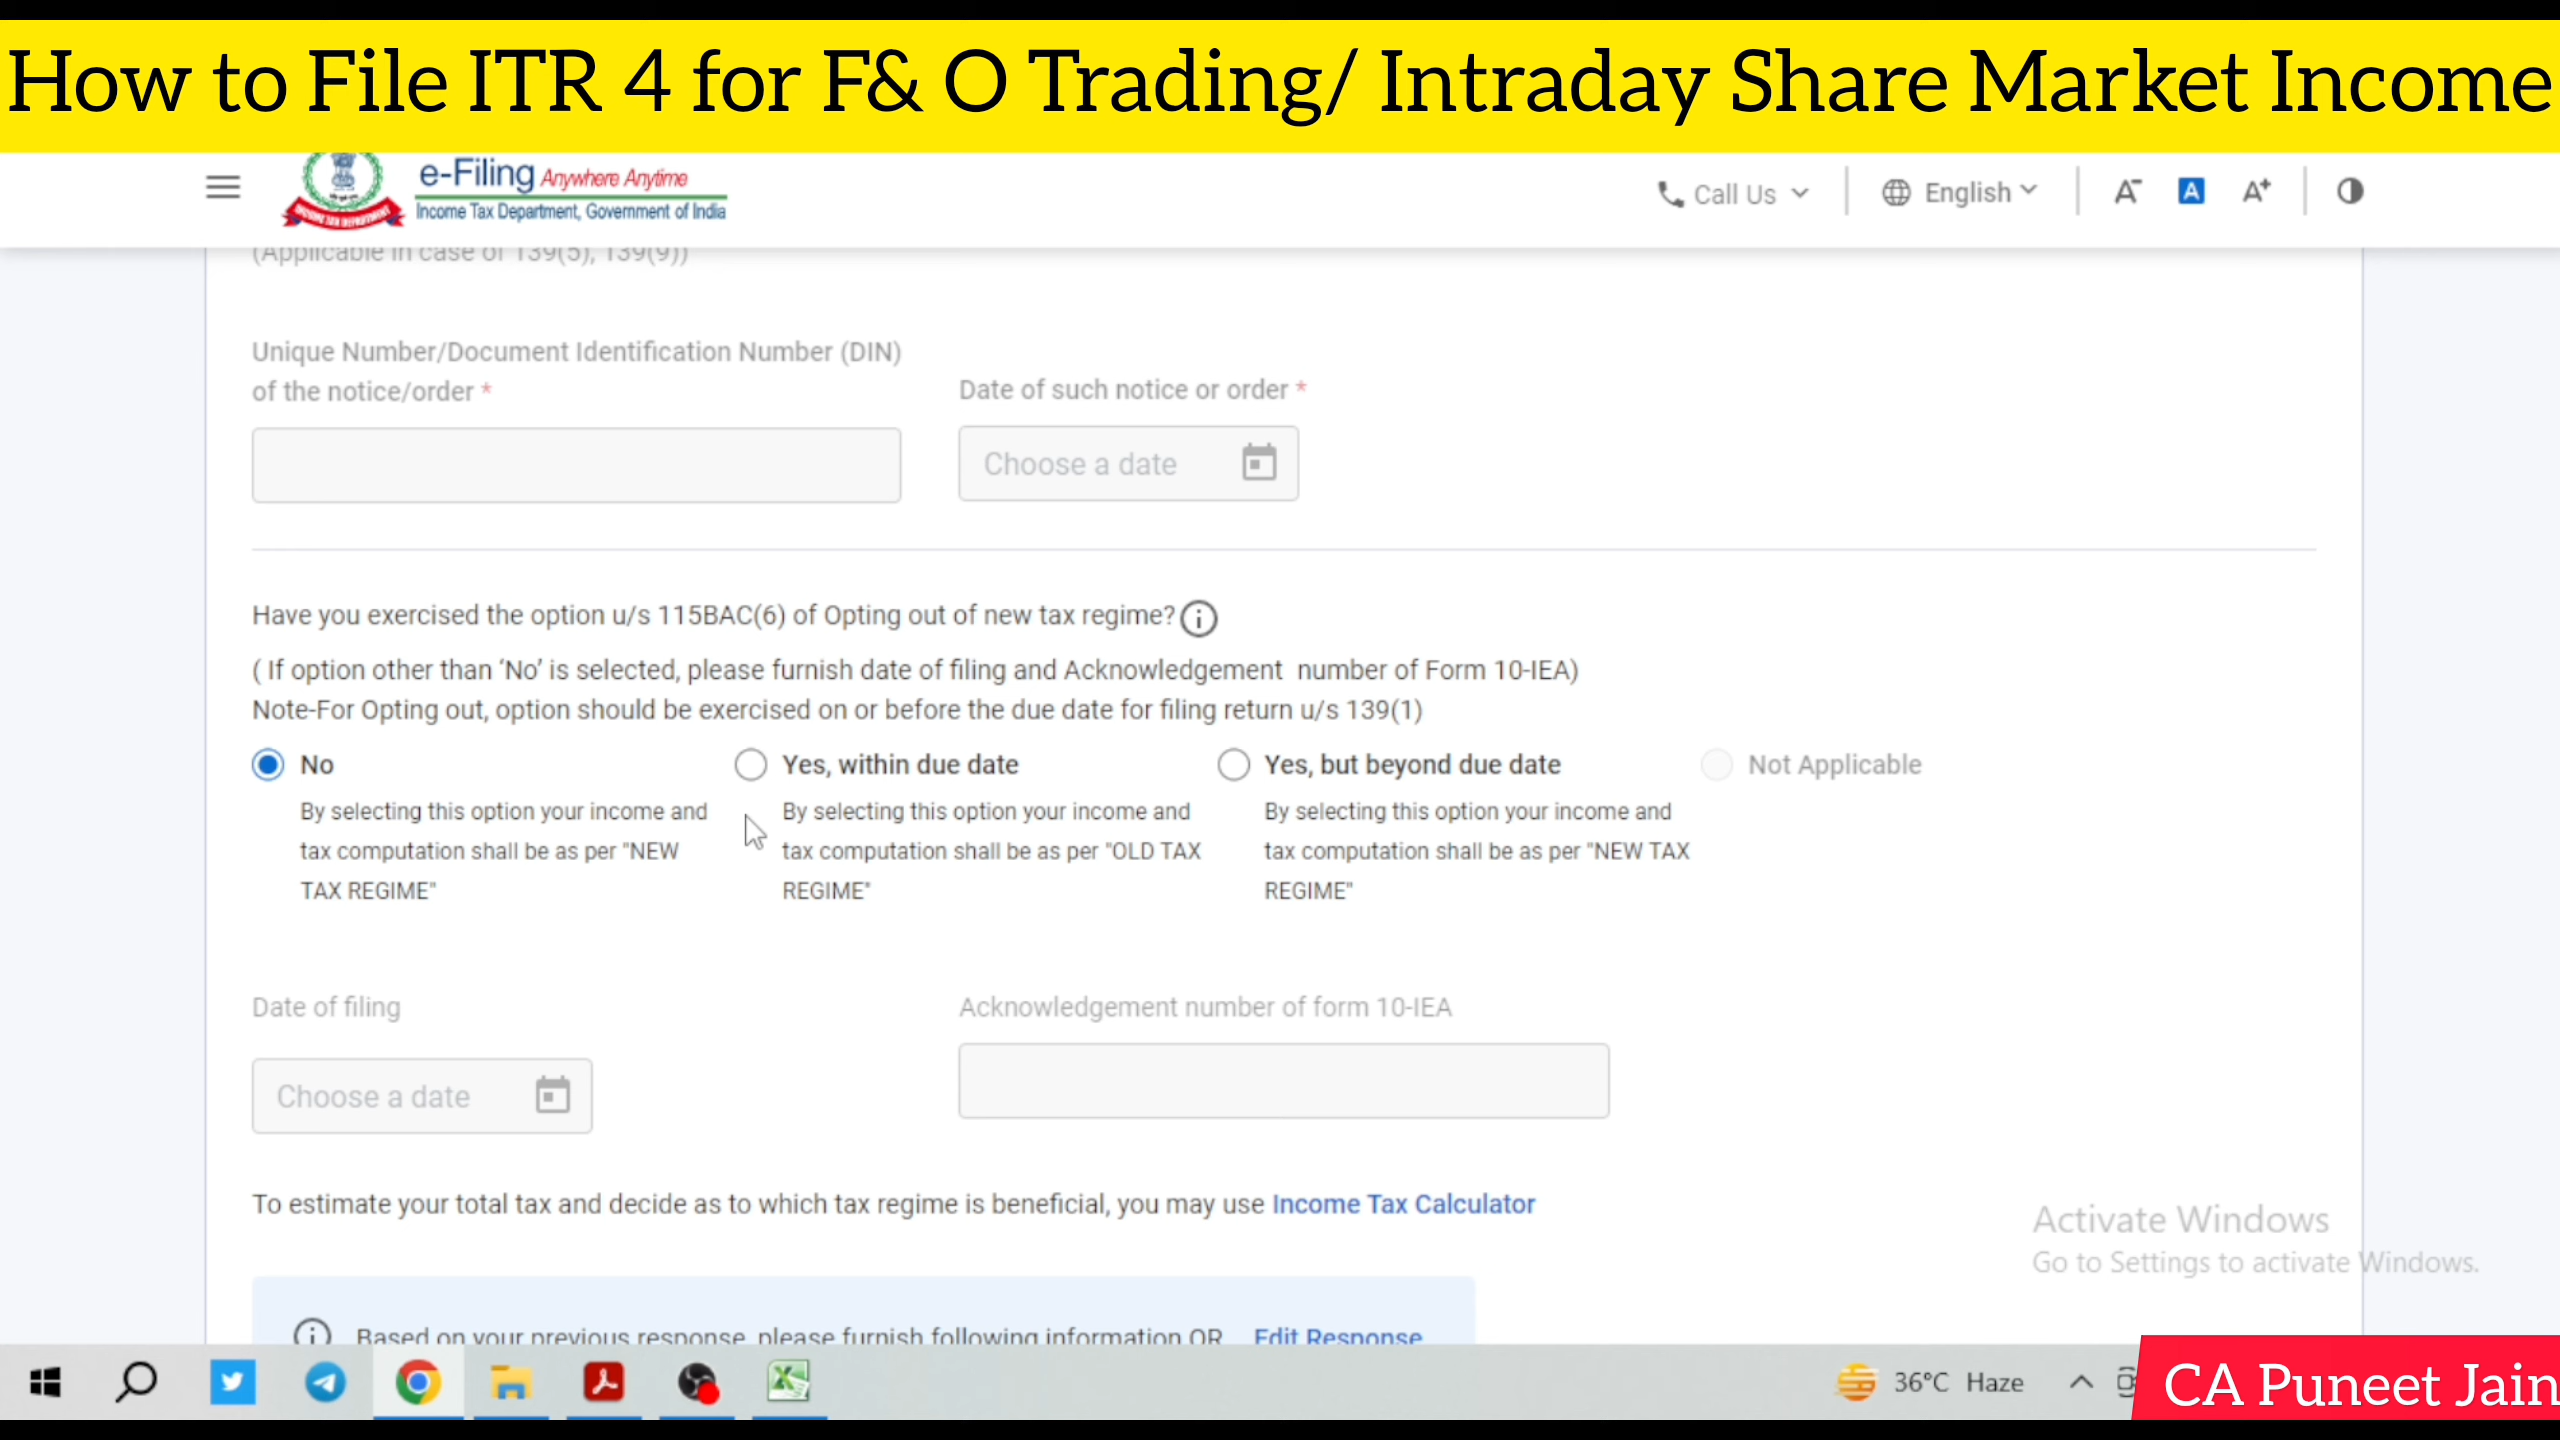 How to File ITR 4 for F& O Trading/ Intraday Share Market Income
e-Filing Anywhere Anytime
Income Tax Department, Government of India
Call Us
English
A- A A+
(Applicable in case of 139(5), 139(9))
Unique Number/Document Identification Number (DIN)
of the notice/order *
Date of such notice or order *
Choose a date
Have you exercised the option u/s 115BAC(6) of Opting out of new tax regime?
( If option other than ‘No’ is selected, please furnish date of filing and Acknowledgement number of Form 10-IEA)
Note-For Opting out, option should be exercised on or before the due date for filing return u/s 139(1)
No
By selecting this option your income and
tax computation shall be as per "NEW
TAX REGIME"
Yes, within due date
By selecting this option your income and
tax computation shall be as per "OLD TAX
REGIME"
Yes, but beyond due date
By selecting this option your income and
tax computation shall be as per "NEW TAX
REGIME"
Not Applicable
Date of filing
Choose a date
Acknowledgement number of form 10-IEA
To estimate your total tax and decide as to which tax regime is beneficial, you may use Income Tax Calculator
Based on your previous response, please furnish following information OR Edit Response
Activate Windows
Go to Settings to activate Windows.
36°C Haze
CA Puneet Jain